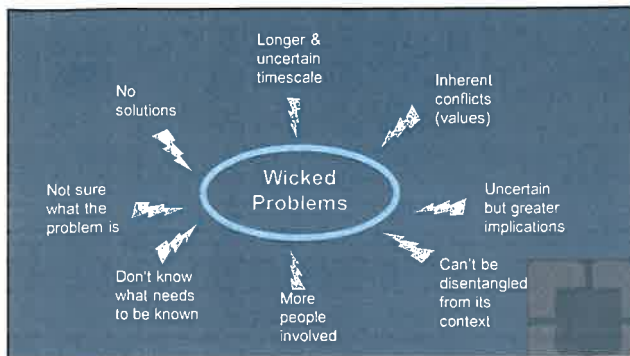 Longer &
uncertain
timescale
No
solutions
Inherent
conflicts
(values)
Wicked
Problems
Not sure
what the
problem is
Uncertain
but greater
implications
Don't know
what needs
to be known
More
people
involved
Can't be
disentangled
from its
context